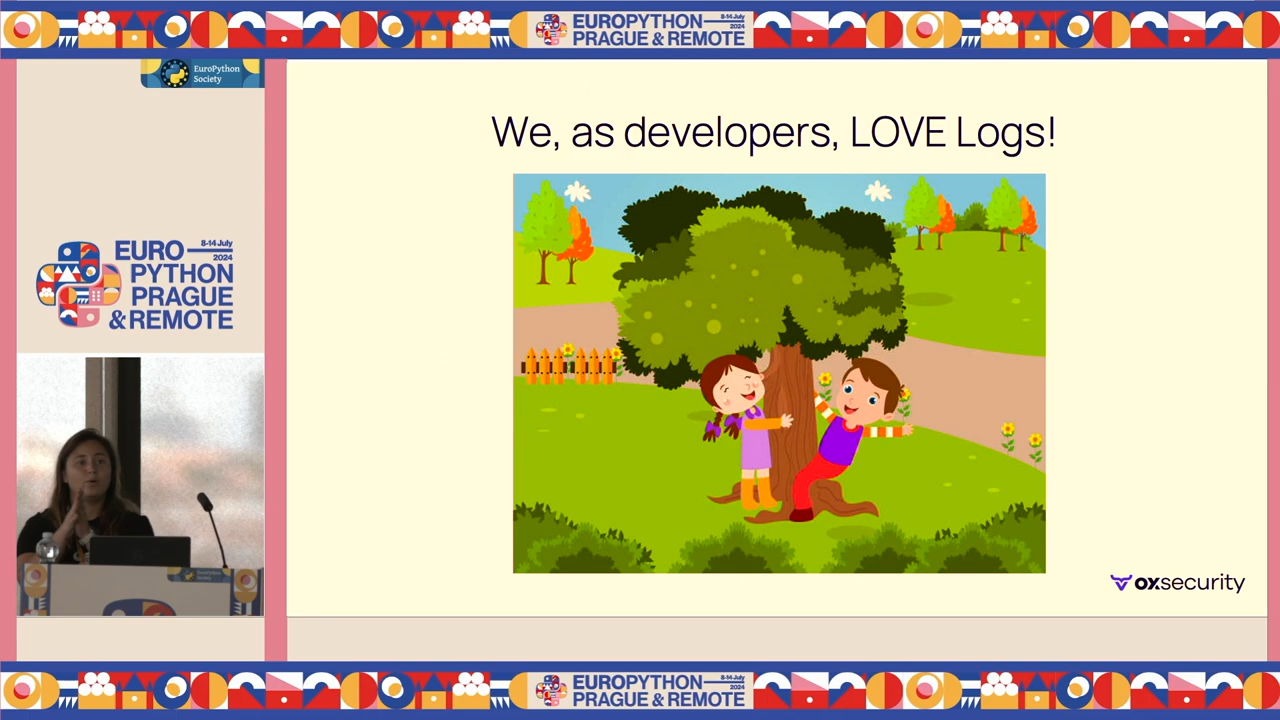 EUROPYTHON
8-14 July
2024
PRAGUE & REMOTE
EuroPython
Society
EURO
8-14 July
2024
PYTHON
PRAGUE
& REMOTE
We, as developers, LOVE Logs!
oxsecurity
EUROPYTHON
8-14 July
2024
PRAGUE & REMOTE